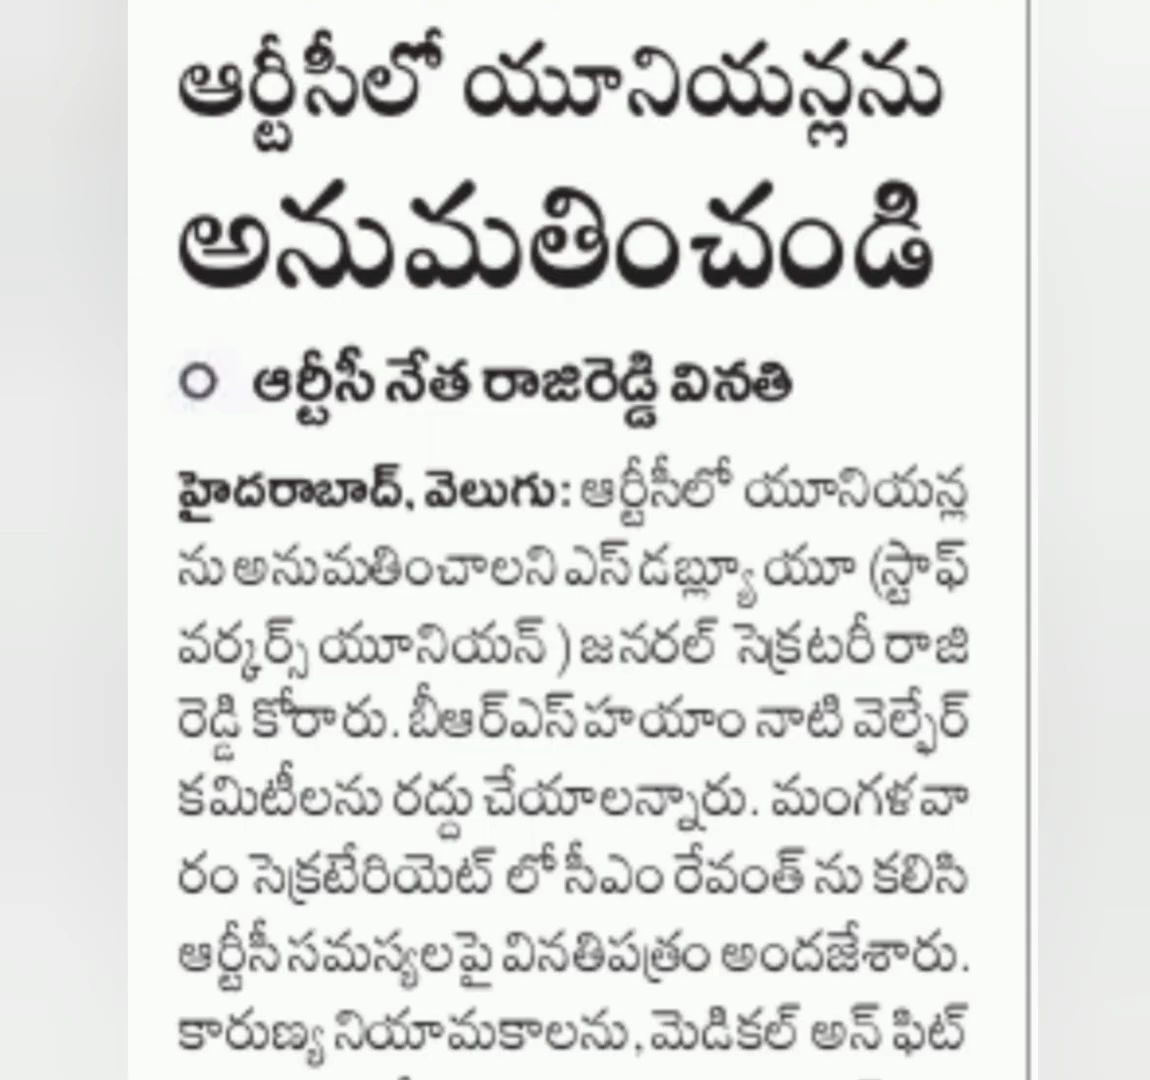 ఆర్టీసీలో యూనియన్లను
అనుమతించండి
ఆర్టీసీ నేత రాజిరెడ్డి వినతి
హైదరాబాద్, వెలుగు: ఆర్టీసీలో యూనియన్ల
ను అనుమతించాలని ఎస్ డబ్ల్యూ యూ (స్టాఫ్
వర్కర్స్ యూనియన్ ) జనరల్ సెక్రటరీ రాజి
రెడ్డి కోరారు. బీఆర్ఎస్ హయాం నాటి వెల్ఫేర్
కమిటీలను రద్దు చేయాలన్నారు. మంగళవా
రం సెక్రటేరియెట్ లో సీఎం రేవంత్ ను కలిసి
ఆర్టీసీ సమస్యలపై వినతిపత్రం అందజేశారు.
కారుణ్య నియామకాలను, మెడికల్ అన్ ఫిట్